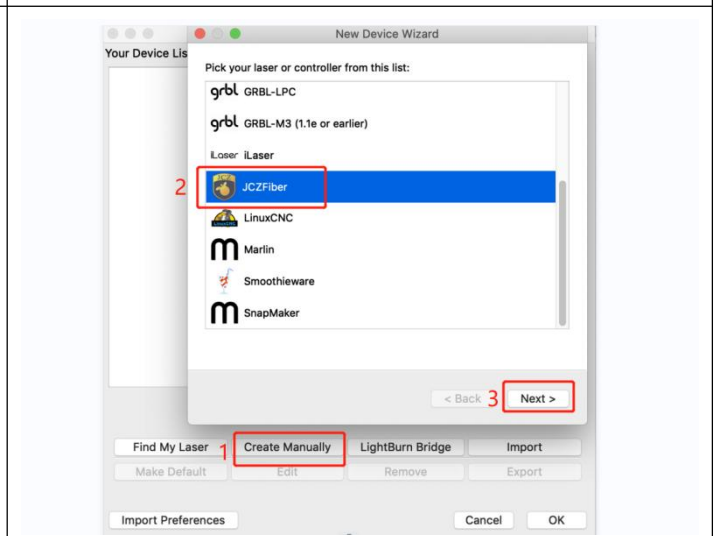 New Device Wizard
Your Device Lis
Pick your laser or controller from this list:
grbl GRBL-LPC
grbl GRBL-M3 (1.1e or earlier)
iLaser iLaser
2 JCZ JCZFiber
LinuxCNC
Marlin
Smoothieware
SnapMaker
< Back 3 Next >
Find My Laser 1 Create Manually LightBurn Bridge Import
Make Default Edit Remove Export
Import Preferences Cancel OK